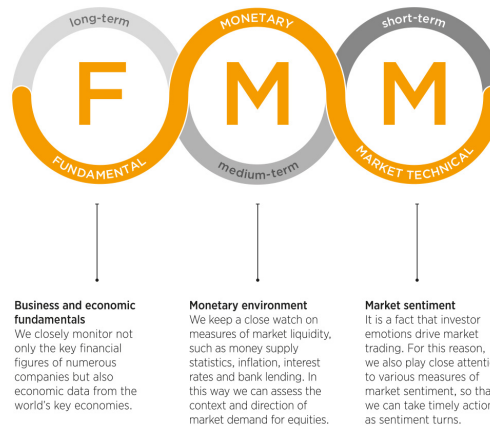 long-term
MONETARY
short-term
F
M
M
FUNDAMENTAL
medium-term
MARKET TECHNICAL
Business and economic
fundamentals
We closely monitor not
only the key financial
figures of numerous
companies but also
economic data from the
world's key economies.
Monetary environment
We keep a close watch on
measures of market liquidity,
such as money supply
statistics, inflation, interest
rates and bank lending. In
this way we can assess the
context and direction of
market demand for equities.
Market sentiment
It is a fact that investor
emotions drive market
trading. For this reason,
we also play close
to various measures of
market sentiment, so
we can take timely action
as sentiment turns.